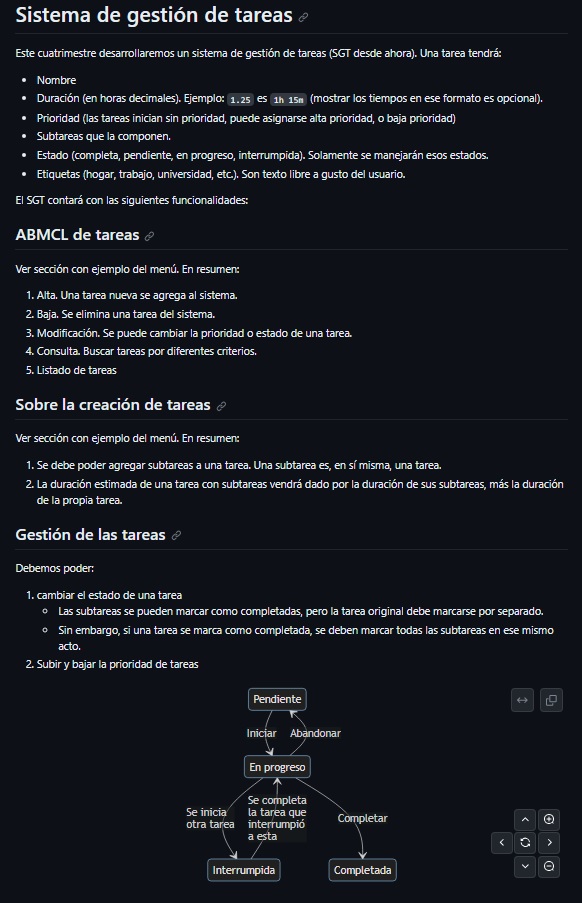 Sistema de gestión de tareas
Este cuatrimestre desarrollaremos un sistema de gestión de tareas (SGT desde ahora). Una tarea tendrá:
• Nombre
• Duración (en horas decimales). Ejemplo: 1.25 es 1h 15m (mostrar los tiempos en ese formato es opcional).
• Prioridad (las tareas inician sin prioridad, puede asignarse alta prioridad, o baja prioridad)
• Subtareas que la componen.
• Estado (completa, pendiente, en progreso, interrumpida). Solamente se manejarán esos estados.
• Etiquetas (hogar, trabajo, universidad, etc.). Son texto libre a gusto del usuario.
El SGT contará con las siguientes funcionalidades:
ABMCL de tareas
Ver sección con ejemplo del menú. En resumen:
1. Alta. Una tarea nueva se agrega al sistema.
2. Baja. Se elimina una tarea del sistema.
3. Modificación. Se puede cambiar la prioridad o estado de una tarea.
4. Consulta. Buscar tareas por diferentes criterios.
5. Listado de tareas
Sobre la creación de tareas
Ver sección con ejemplo del menú. En resumen:
1. Se debe poder agregar subtareas a una tarea. Una subtarea es, en sí misma, una tarea.
2. La duración estimada de una tarea con subtareas vendrá dado por la duración de sus subtareas, más la duración
de la propia tarea.
Gestión de las tareas
Debemos poder:
1. cambiar el estado de una tarea
○ Las subtareas se pueden marcar como completadas, pero la tarea original debe marcarse por separado.
○ Sin embargo, si una tarea se marca como completada, se deben marcar todas las subtareas en ese mismo
acto.
2. Subir y bajar la prioridad de tareas
Pendiente
Iniciar
Abandonar
En progreso
Se inicia
otra tarea
Se completa
la tarea que
interrumpió
a esta
Completar
Interrumpida
Completada